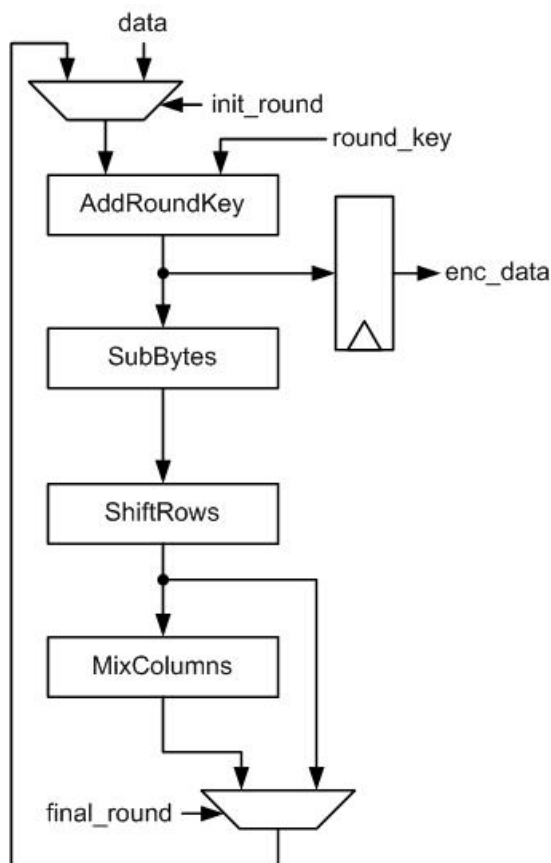 data
init_round
round_key
AddRoundKey
enc_data
SubBytes
ShiftRows
MixColumns
final_round